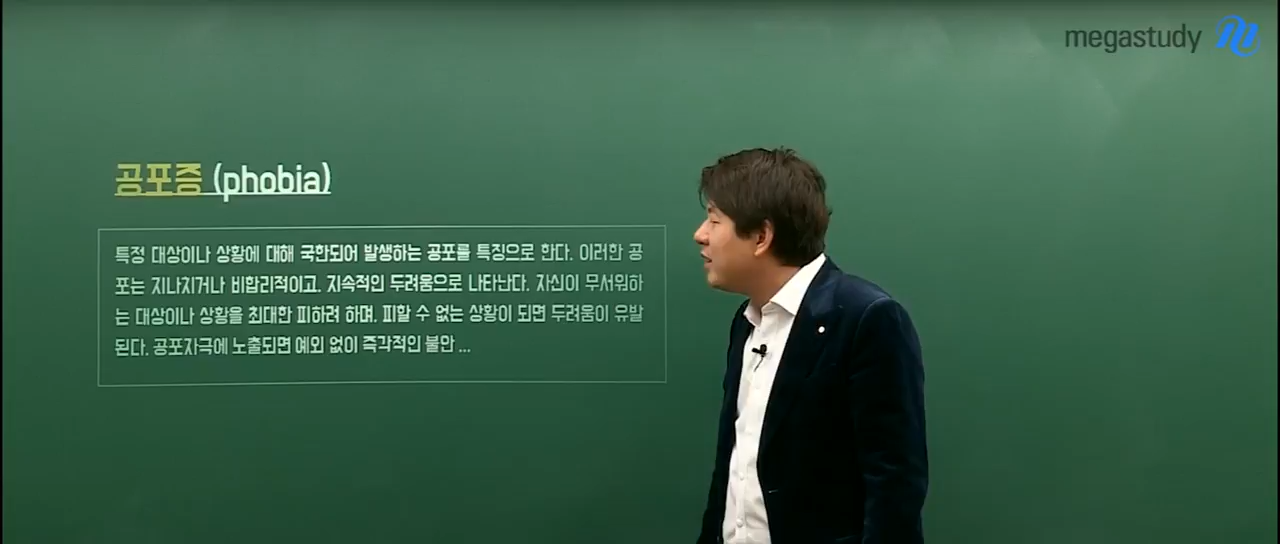 megastudy
공포증 (phobia)
특정 대상이나 상황에 대해 국한되어 발생하는 공포를 특징으로 한다. 이러한 공
포는 지나치거나 비합리적이고, 지속적인 두려움으로 나타난다. 자신이 무서워하
는 대상이나 상황을 최대한 피하려 하며, 피할 수 없는 상황이 되면 두려움이 유발
된다. 공포자극에 노출되면 예외 없이 즉각적인 불안 ...